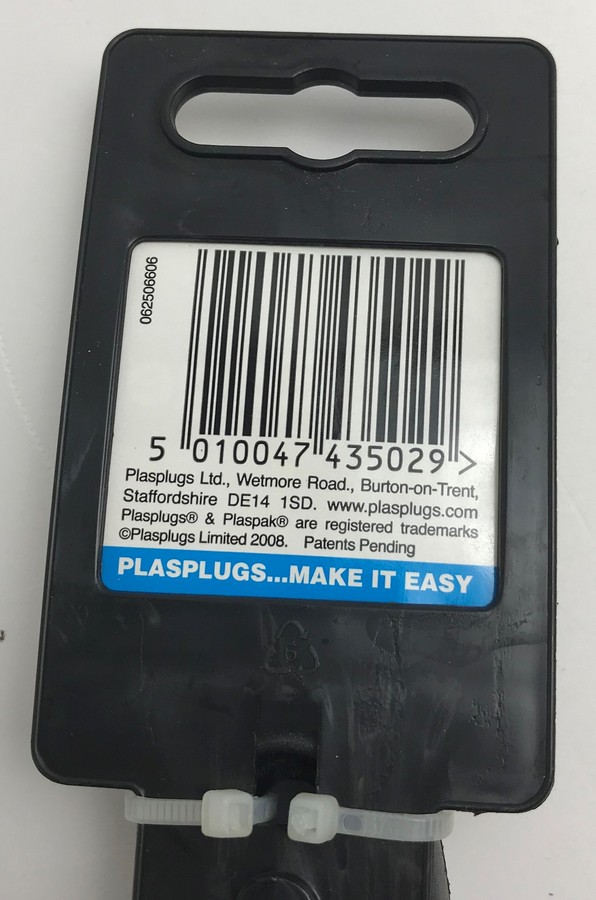 062506606
5 010047 435029 >
Plasplugs Ltd., Wetmore Road., Burton-on-Trent,
Staffordshire DE14 1SD. www.plasplugs.com
Plasplugs® & Plaspak® are registered trademarks
©Plasplugs Limited 2008. Patents Pending
PLASPLUGS...MAKE IT EASY